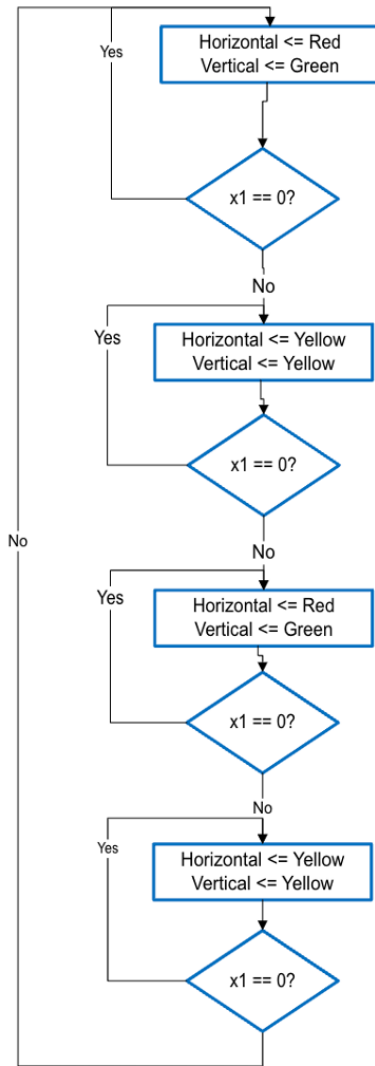 Yes
Horizontal <= Red
Vertical <= Green
x1 == 0?
No
Yes
Horizontal <= Yellow
Vertical <= Yellow
x1 == 0?
No
No
Yes
Horizontal <= Red
Vertical <= Green
x1 == 0?
No
Yes
Horizontal <= Yellow
Vertical <= Yellow
x1 == 0?